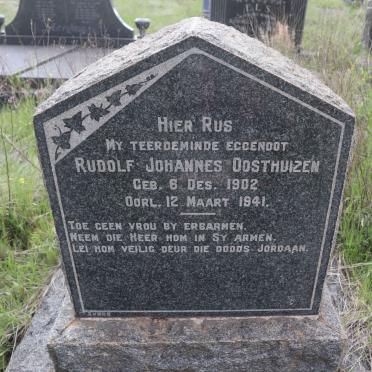 HIER RUS
MY TEERBEMINDE EGGENOOT
RUDOLF JOHANNES OOSTHUIZEN
GEB. 6 DES. 1902
OORL. 12 MAART 1941.
TOE GEEN VROU BY ERBARMEN.
NEEM DIE HEER HOM IN SY ARMEN.
LEI HOM VEILIG DEUR DIE DOODS JORDAAN.